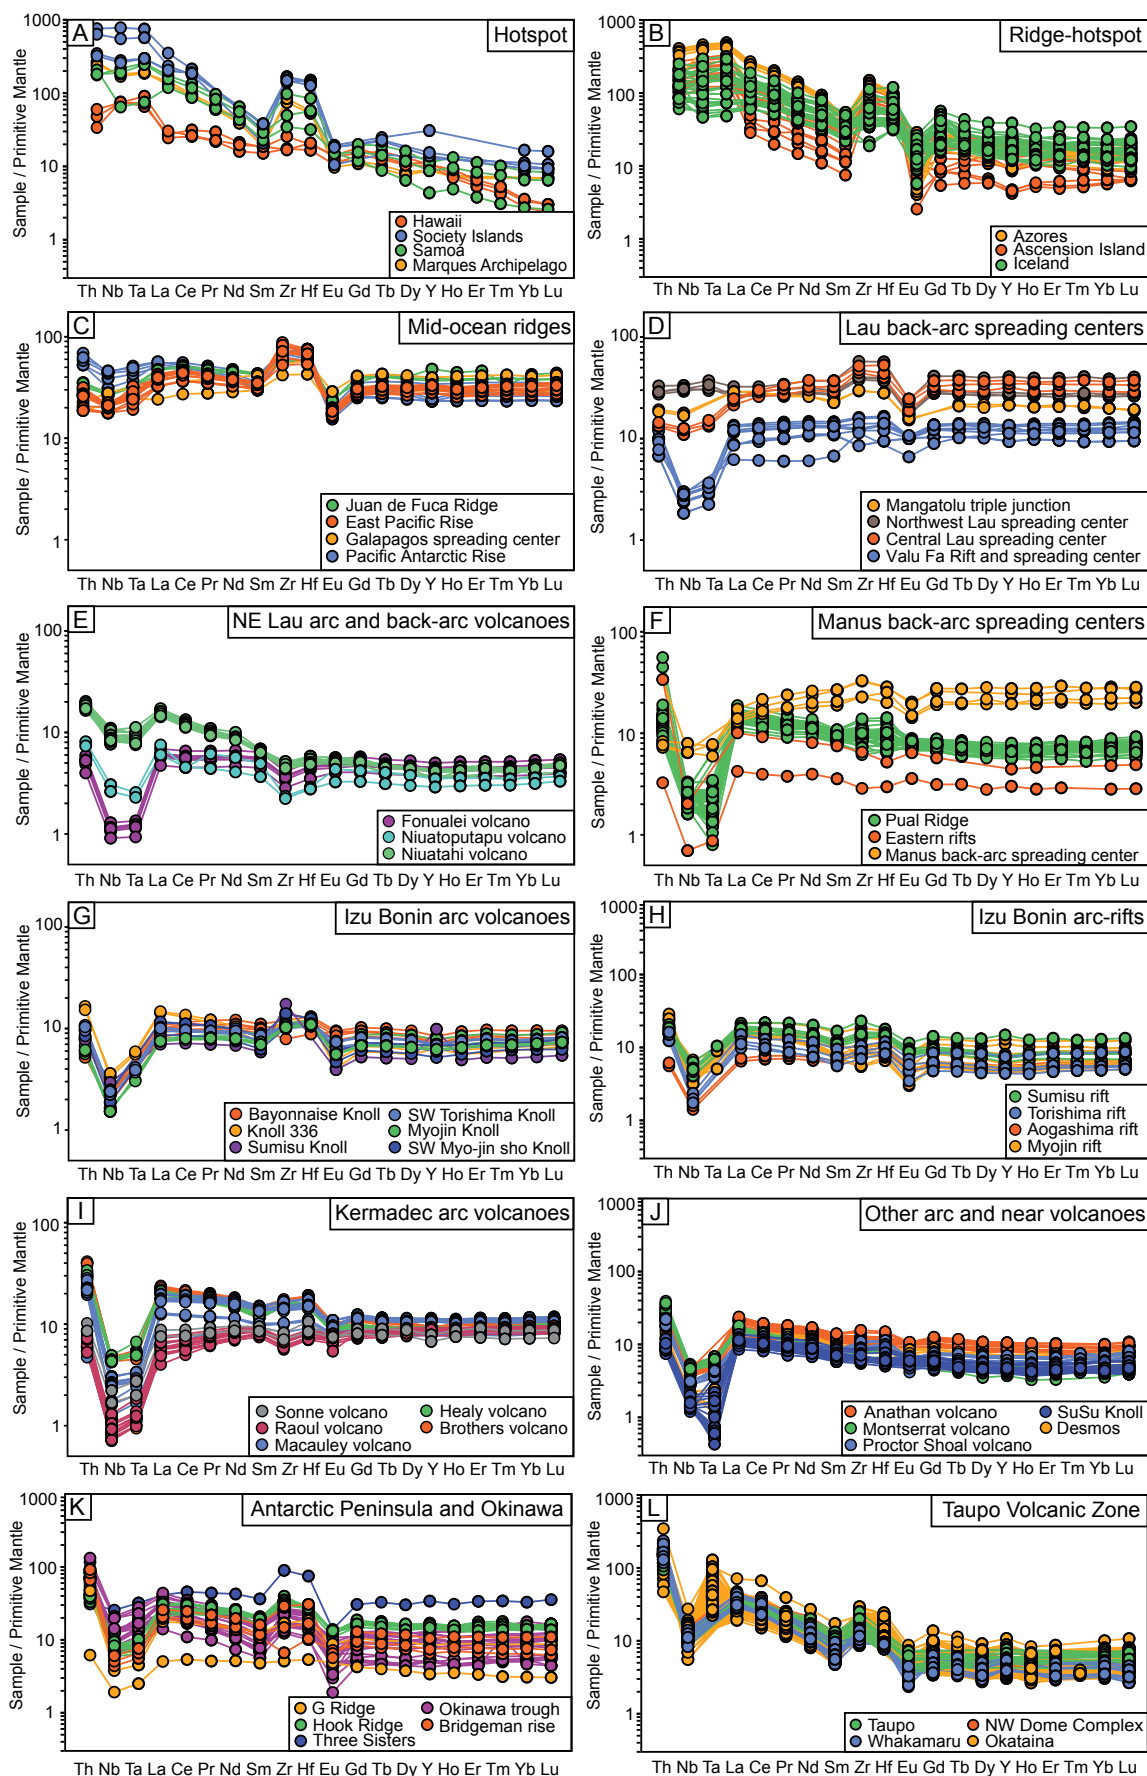 A
Hotspot
1000
100
10
1
Sample / Primitive Mantle
Hawaii
Society Islands
Samoa
Marques Archipelago
Th Nb Ta La Ce Pr Nd Sm Zr Hf Eu Gd Tb Dy Y Ho Er Tm Yb Lu
B
Ridge-hotspot
1000
100
10
1
Sample / Primitive Mantle
Azores
Ascension Island
Iceland
Th Nb Ta La Ce Pr Nd Sm Zr Hf Eu Gd Tb Dy Y Ho Er Tm Yb Lu
C
Mid-ocean ridges
100
10
1
Sample / Primitive Mantle
Juan de Fuca Ridge
East Pacific Rise
Galapagos spreading center
Pacific Antarctic Rise
Th Nb Ta La Ce Pr Nd Sm Zr Hf Eu Gd Tb Dy Y Ho Er Tm Yb Lu
D
Lau back-arc spreading centers
100
10
1
Sample / Primitive Mantle
Mangatolu triple junction
Northwest Lau spreading center
Central Lau spreading center
Valu Fa Rift and spreading center
Th Nb Ta La Ce Pr Nd Sm Zr Hf Eu Gd Tb Dy Y Ho Er Tm Yb Lu
E
NE Lau arc and back-arc volcanoes
100
10
1
Sample / Primitive Mantle
Fonualei volcano
Niuatoputapu volcano
Niuatahi volcano
Th Nb Ta La Ce Pr Nd Sm Zr Hf Eu Gd Tb Dy Y Ho Er Tm Yb Lu
F
Manus back-arc spreading centers
100
10
1
Sample / Primitive Mantle
Pual Ridge
Eastern rifts
Manus back-arc spreading center
Th Nb Ta La Ce Pr Nd Sm Zr Hf Eu Gd Tb Dy Y Ho Er Tm Yb Lu
G
Izu Bonin arc volcanoes
100
10
1
Sample / Primitive Mantle
Bayonnaise Knoll
Knoll 336
Sumisu Knoll
SW Torishima Knoll
Myojin Knoll
SW Myo-jin sho Knoll
Th Nb Ta La Ce Pr Nd Sm Zr Hf Eu Gd Tb Dy Y Ho Er Tm Yb Lu
H
Izu Bonin arc-rifts
1000
100
10
1
Sample / Primitive Mantle
Sumisu rift
Torishima rift
Aogashima rift
Myojin rift
Th Nb Ta La Ce Pr Nd Sm Zr Hf Eu Gd Tb Dy Y Ho Er Tm Yb Lu
I
Kermadec arc volcanoes
100
10
1
Sample / Primitive Mantle
Sonne volcano
Raoul volcano
Macauley volcano
Healy volcano
Brothers volcano
Th Nb Ta La Ce Pr Nd Sm Zr Hf Eu Gd Tb Dy Y Ho Er Tm Yb Lu
J
Other arc and near volcanoes
1000
100
10
1
Sample / Primitive Mantle
Anathan volcano
Montserrat volcano
Proctor Shoal volcano
SuSu Knoll
Desmos
Th Nb Ta La Ce Pr Nd Sm Zr Hf Eu Gd Tb Dy Y Ho Er Tm Yb Lu
K
Antarctic Peninsula and Okinawa
1000
100
10
1
Sample / Primitive Mantle
G Ridge
Hook Ridge
Three Sisters
Okinawa trough
Bridgeman rise
Th Nb Ta La Ce Pr Nd Sm Zr Hf Eu Gd Tb Dy Y Ho Er Tm Yb Lu
L
Taupo Volcanic Zone
1000
100
10
1
Sample / Primitive Mantle
Taupo
Whakamaru
NW Dome Complex
Okataina
Th Nb Ta La Ce Pr Nd Sm Zr Hf Eu Gd Tb Dy Y Ho Er Tm Yb Lu